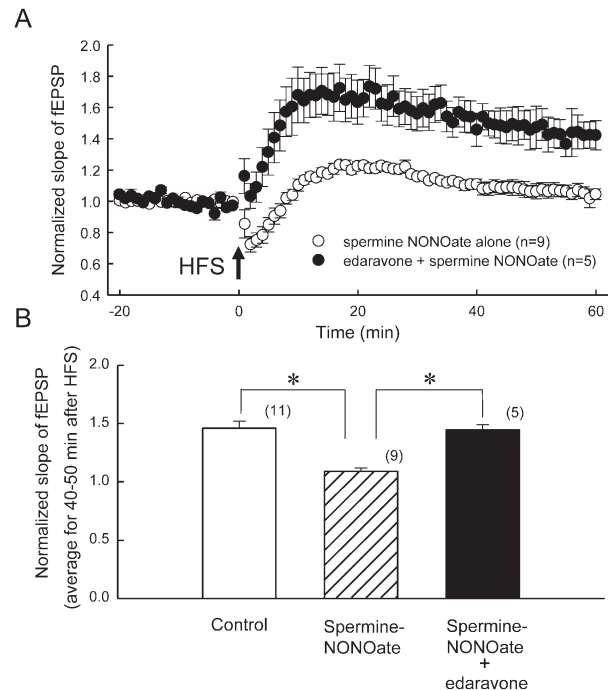 A
Normalized slope of fEPSP
2.0
1.8
1.6
1.4
1.2
1.0
0.8
0.6
0.4
HFS
spermine NONOate alone (n=9)
edaravone + spermine NONOate (n=5)
-20
0
20
40
60
Time (min)
B
Normalized slope of fEPSP
(average for 40-50 min after HFS)
2.0
1.5
1.0
0.5
0.0
*
*
(11)
(9)
(5)
Control
Spermine-
NONOate
Spermine-
NONOate
+
edaravone